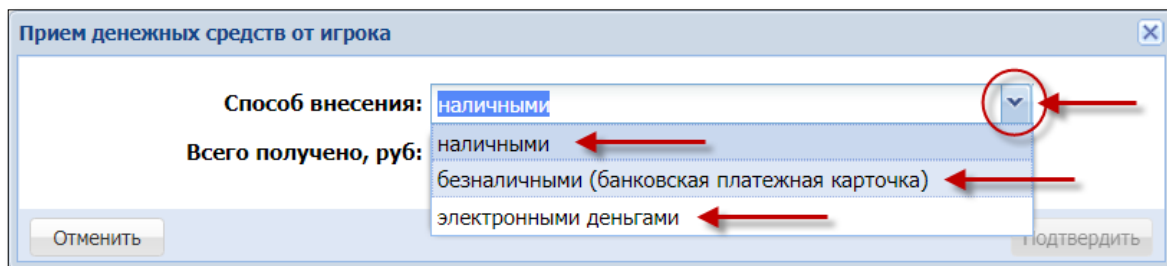 Прием денежных средств от игрока
Способ внесения: наличными
наличными
Всего получено, руб:
безналичными (банковская платежная карточка)
электронными деньгами
Отменить
Подтвердить